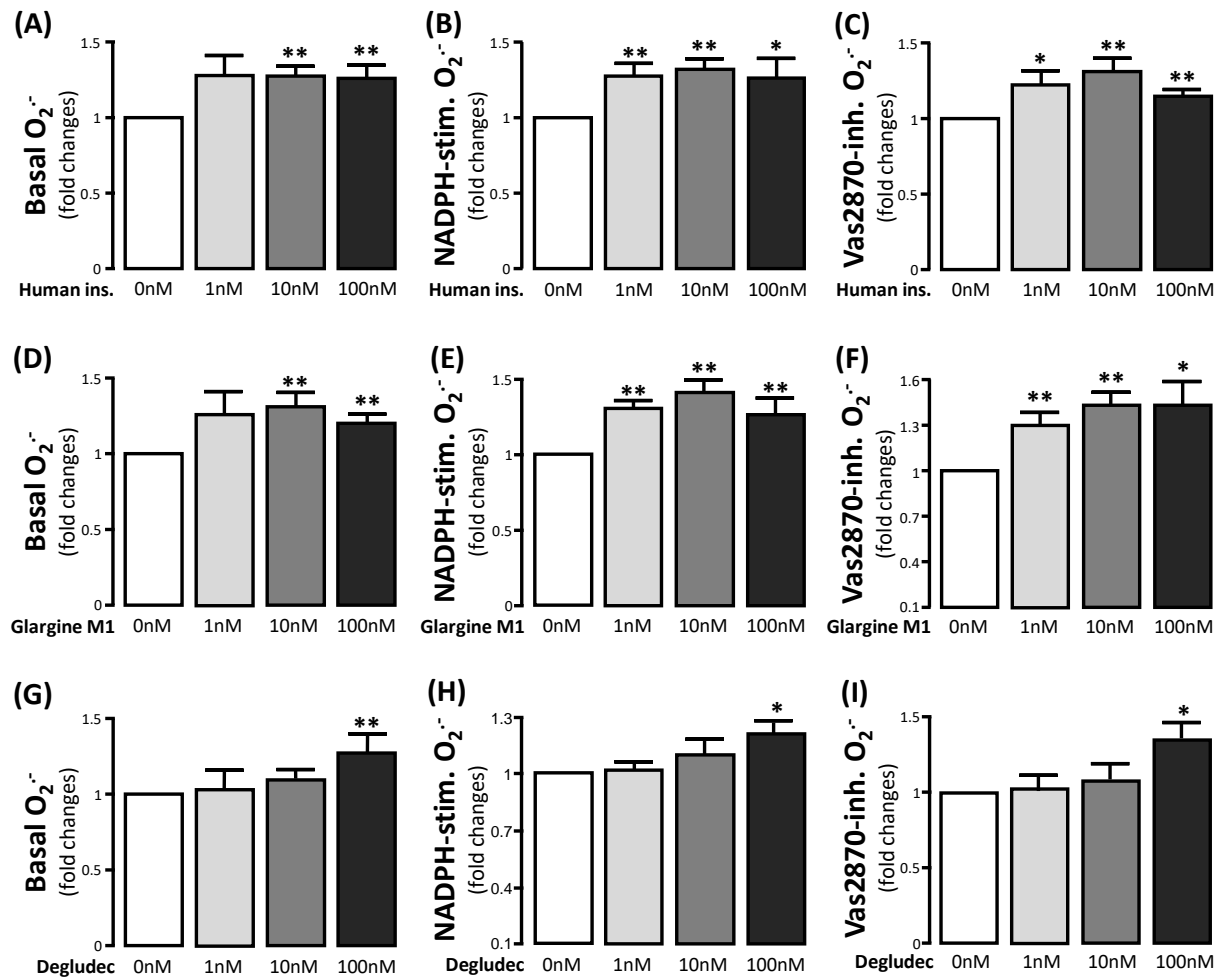 (A)
Basal O₂·⁻
(fold changes)
1.5
1
0.5
0
** **
Human ins. 0nM 1nM 10nM 100nM
(B)
NADPH-stim. O₂·⁻
(fold changes)
1.5
1
0.5
0
** ** *
Human ins. 0nM 1nM 10nM 100nM
(C)
Vas2870-inh. O₂·⁻
(fold changes)
1.5
1
0.5
0
* ** **
Human ins. 0nM 1nM 10nM 100nM
(D)
Basal O₂·⁻
(fold changes)
1.5
1
0.5
0
** **
Glargine M1 0nM 1nM 10nM 100nM
(E)
NADPH-stim. O₂·⁻
(fold changes)
1.5
1
0.5
0
** ** **
Glargine M1 0nM 1nM 10nM 100nM
(F)
Vas2870-inh. O₂·⁻
(fold changes)
1.6
1.3
1
0.7
0.4
0.1
** ** *
Glargine M1 0nM 1nM 10nM 100nM
(G)
Basal O₂·⁻
(fold changes)
1.5
1
0.5
0
**
Degludec 0nM 1nM 10nM 100nM
(H)
NADPH-stim. O₂·⁻
(fold changes)
1.3
1
0.7
0.4
0.1
*
Degludec 0nM 1nM 10nM 100nM
(I)
Vas2870-inh. O₂·⁻
(fold changes)
1.5
1
0.5
0
*
Degludec 0nM 1nM 10nM 100nM